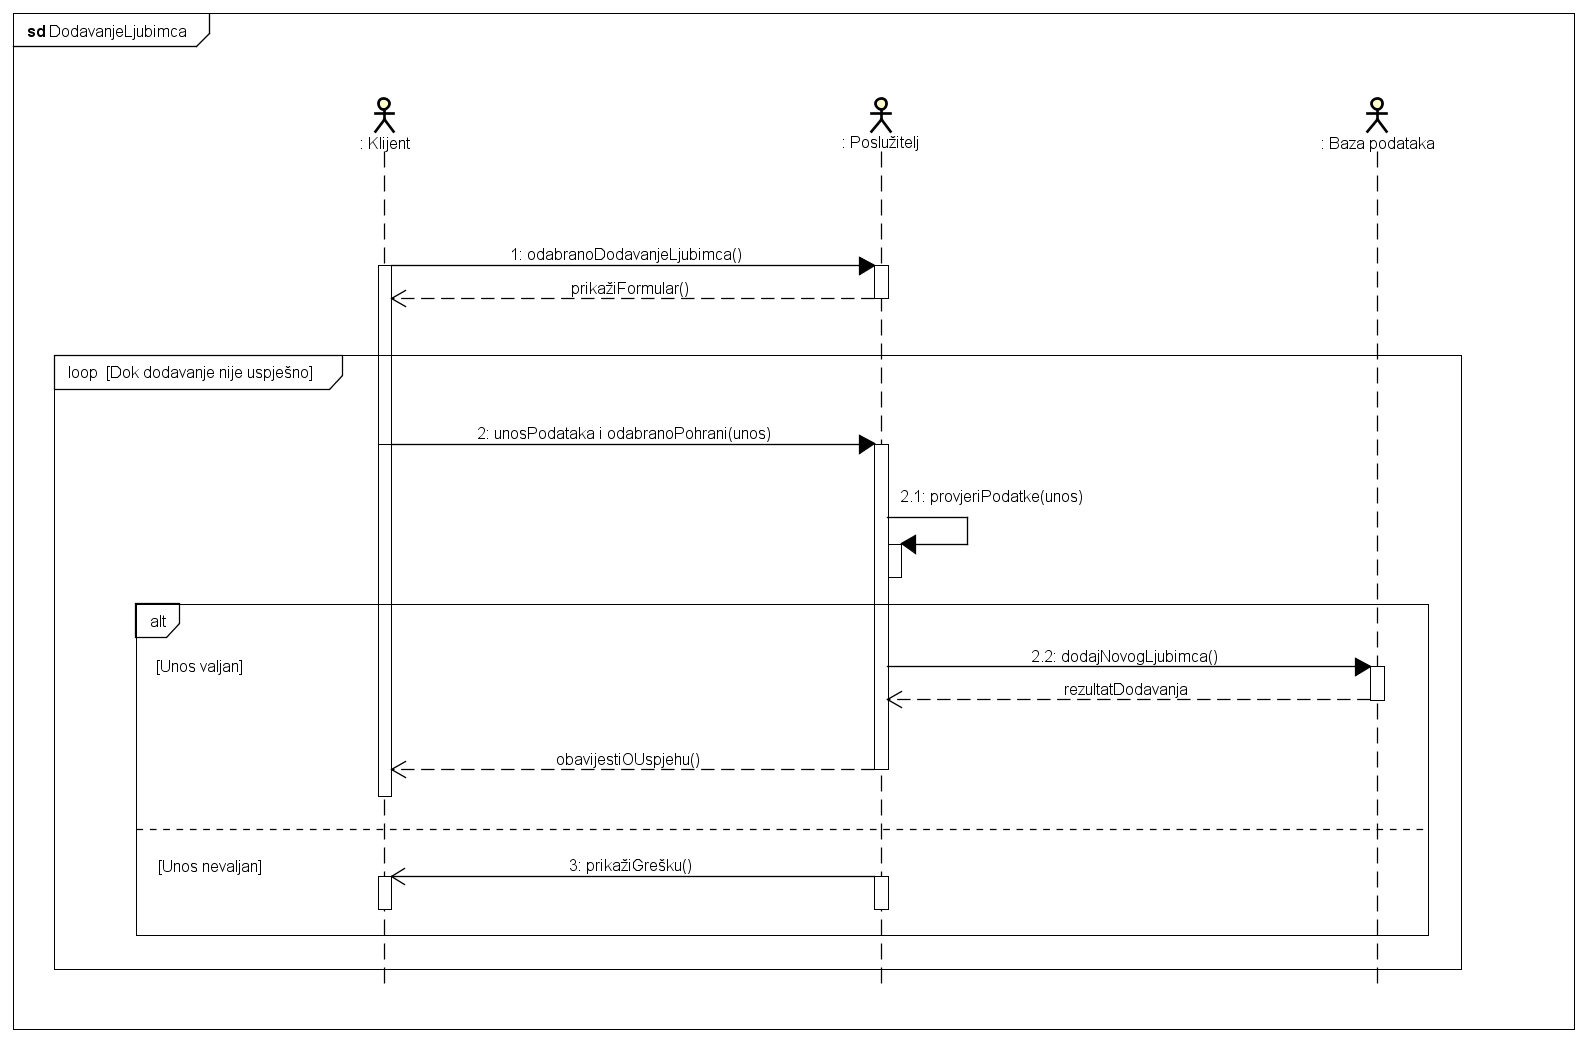 sd DodavanjeLjubimca
: Klijent
: Poslužitelj
: Baza podataka
1: odabranoDodavanjeLjubimca()
prikažiFormular()
loop [Dok dodavanje nije uspješno]
2: unosPodataka i odabranoPohrani(unos)
2.1: provjeriPodatke(unos)
alt
[Unos valjan]
2.2: dodajNovogLjubimca()
rezultatDodavanja
obavijestiOUspjehu()
[Unos nevaljan]
3: prikažiGrešku()